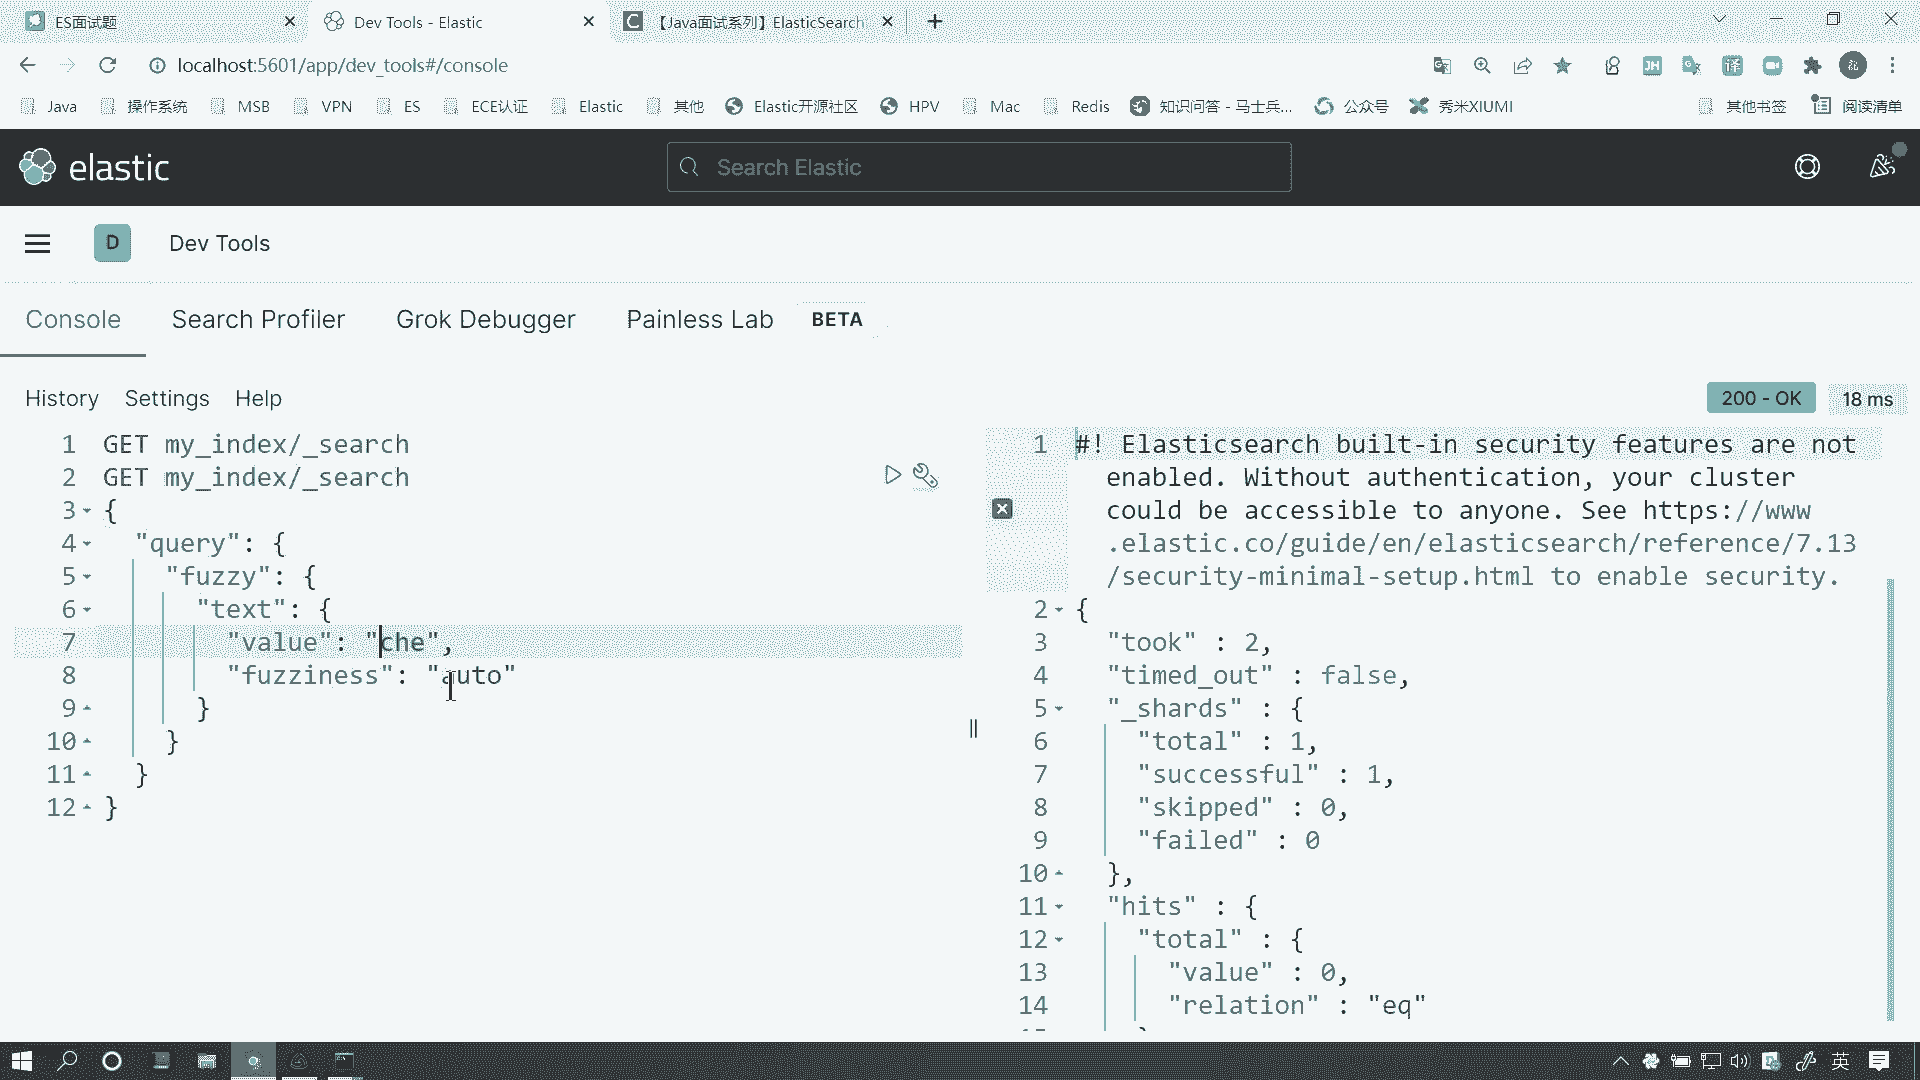 ES面试题
Dev Tools - Elastic
【Java面试系列】ElasticSearch
localhost:5601/app/dev_tools#/console
Java
操作系统
MSB
VPN
ES
ECE认证
Elastic
其他
Elastic开源社区
HPV
Mac
Redis
知识问答 - 马士兵...
公众号
秀米XIUMI
其他书签
阅读清单
elastic
Search Elastic
D
Dev Tools
Console
Search Profiler
Grok Debugger
Painless Lab
BETA
History
Settings
Help
200 - OK
18 ms
1 GET my_index/_search
2 GET my_index/_search
3 {
4 "query": {
5 "fuzzy": {
6 "text": {
7 "value": "che",
8 "fuzziness": "auto"
9 }
10 }
11 }
12 }
1 #! Elasticsearch built-in security features are not
enabled. Without authentication, your cluster
could be accessible to anyone. See https://www
.elastic.co/guide/en/elasticsearch/reference/7.13
/security-minimal-setup.html to enable security.
2 {
3 "took" : 2,
4 "timed_out" : false,
5 "_shards" : {
6 "total" : 1,
7 "successful" : 1,
8 "skipped" : 0,
9 "failed" : 0
10 },
11 "hits" : {
12 "total" : {
13 "value" : 0,
14 "relation" : "eq"
英